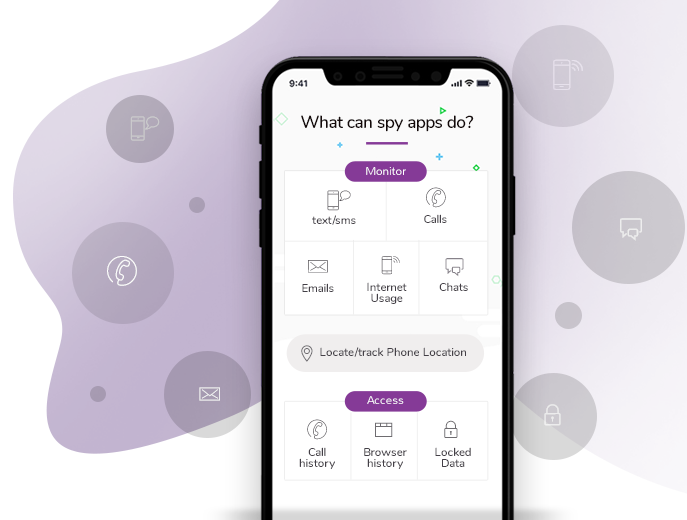 9:41
What can spy apps do?
Monitor
text/sms
Calls
Emails
Internet
Usage
Chats
Locate/track Phone Location
Access
Call
history
Browser
history
Locked
Data